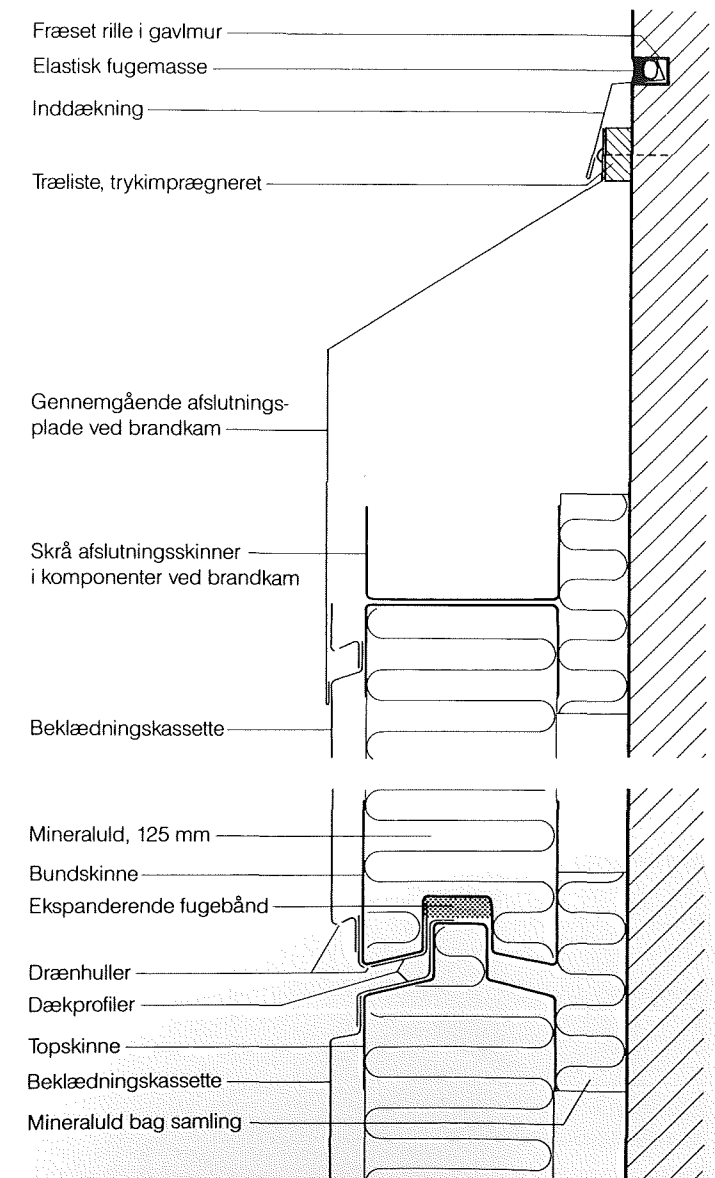 Fræset rille i gavlmur
Elastisk fugemasse
Inddækning
Træliste, trykimprægneret
Gennemgående afslutnings-
plade ved brandkam
Skrå afslutningsskinner
i komponenter ved brandkam
Beklædningskassette
Mineraluld, 125 mm
Bundskinne
Ekspanderende fugebånd
Drænhuller
Dækprofiler
Topskinne
Beklædningskassette
Mineraluld bag samling